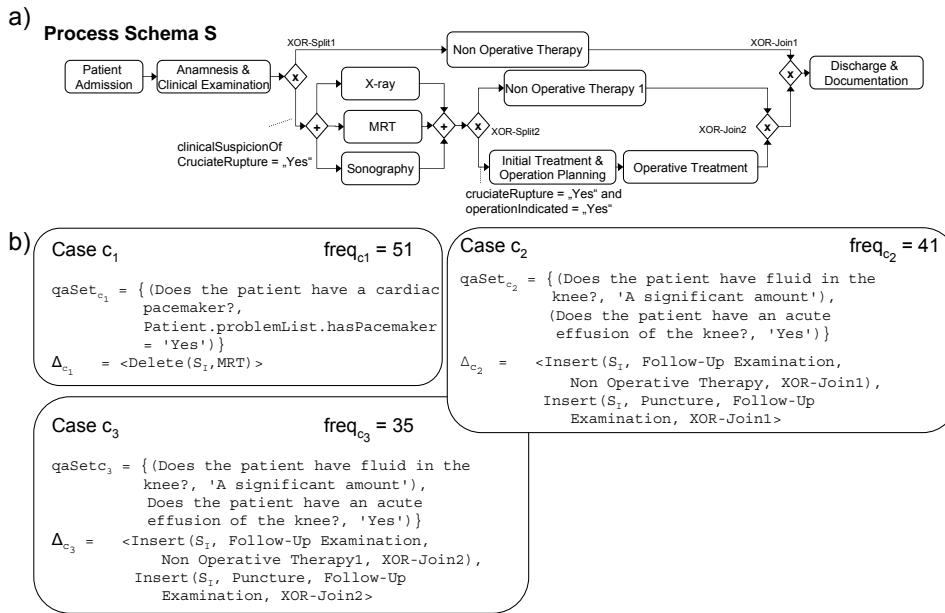 a)
Process Schema S
XOR-Split1
Non Operative Therapy
XOR-Join1
Patient
Admission
Anamnesis &
Clinical Examination
x
X-ray
Non Operative Therapy 1
x
Discharge &
Documentation
+
MRT
+
x
XOR-Split2
XOR-Join2
x
clinicalSuspicionOf
CruciateRupture = „Yes“
Sonography
Initial Treatment &
Operation Planning
Operative Treatment
cruciateRupture = „Yes“ and
operationIndicated = „Yes“
b)
Case c1 freqc1 = 51
qaSetc1 = {(Does the patient have a cardiac
pacemaker?,
Patient.problemList.hasPacemaker
= 'Yes')}
Δc1 = <Delete(SI,MRT)>
Case c2 freqc2 = 41
qaSetc2 = {(Does the patient have fluid in the
knee?, 'A significant amount'),
(Does the patient have an acute
effusion of the knee?, 'Yes')}
Δc2 = <Insert(SI, Follow-Up Examination,
Non Operative Therapy, XOR-Join1),
Insert(SI, Puncture, Follow-Up
Examination, XOR-Join1>
Case c3 freqc3 = 35
qaSetc3 = {(Does the patient have fluid in the
knee?, 'A significant amount'),
Does the patient have an acute
effusion of the knee?, 'Yes')}
Δc3 = <Insert(SI, Follow-Up Examination,
Non Operative Therapy1, XOR-Join2),
Insert(SI, Puncture, Follow-Up
Examination, XOR-Join2>